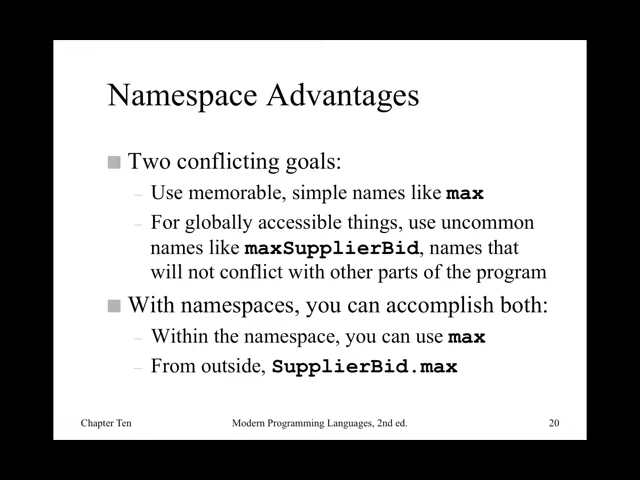 Namespace Advantages
Two conflicting goals:
– Use memorable, simple names like max
– For globally accessible things, use uncommon
names like maxSupplierBid, names that
will not conflict with other parts of the program
With namespaces, you can accomplish both:
– Within the namespace, you can use max
– From outside, SupplierBid.max
Chapter Ten
Modern Programming Languages, 2nd ed.
20